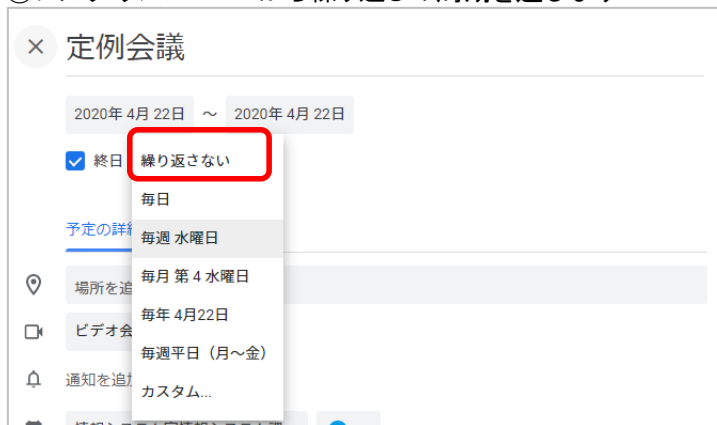 定例会議
2020年 4月 22日 ～ 2020年 4月 22日
終日
繰り返さない
毎日
予定の詳細
毎週 水曜日
毎月 第 4 水曜日
場所を追
毎年 4月22日
ビデオ会
毎週平日（月～金）
通知を追加
カスタム...